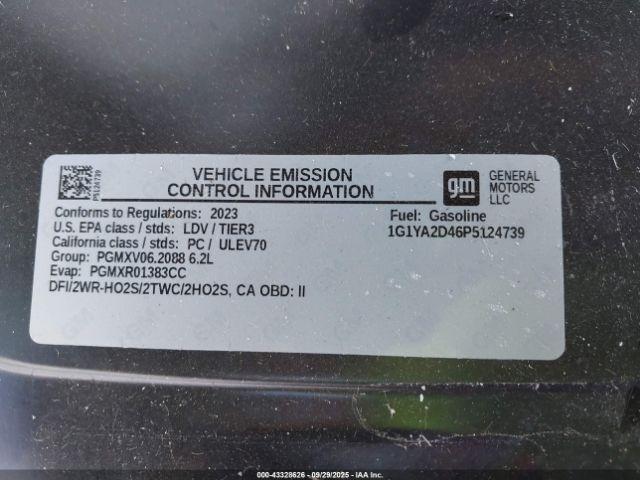 P5124739
VEHICLE EMISSION
CONTROL INFORMATION
gm
GENERAL
MOTORS
LLC
Conforms to Regulations: 2023
U.S. EPA class / stds: LDV / TIER3
California class / stds: PC / ULEV70
Group: PGMXV06.2088 6.2L
Evap: PGMXR01383CC
DFI/2WR-HO2S/2TWC/2HO2S, CA OBD: II
Fuel: Gasoline
1G1YA2D46P5124739
000-43328626 - 09/29/2025 - IAA Inc.